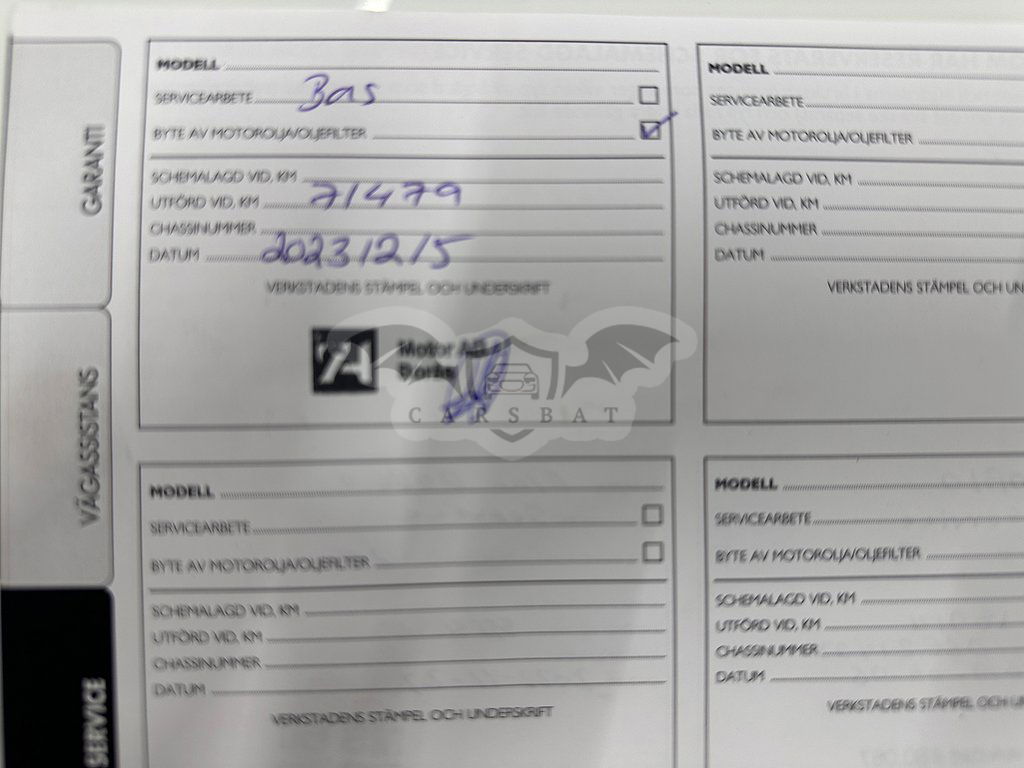 GARANTI
VÄGASSISTANS
SERVICE
MODELL
SERVICEARBETE Bas
BYTE AV MOTOROLJA/OLJEFILTER
SCHEMALAGD VID, KM
UTFÖRD VID, KM 71479
CHASSINUMMER
DATUM 20231215
VERKSTADENS STÄMPEL OCH UNDERSKRIFT
Motor AB
CARSBAT
MODELL
SERVICEARBETE
BYTE AV MOTOROLJA/OLJEFILTER
SCHEMALAGD VID, KM
UTFÖRD VID, KM
CHASSINUMMER
DATUM
VERKSTADENS STÄMPEL OCH UN
MODELL
SERVICEARBETE
BYTE AV MOTOROLJA/OLJEFILTER
SCHEMALAGD VID, KM
UTFÖRD VID, KM
CHASSINUMMER
DATUM
VERKSTADENS STÄMPEL OCH UNDERSKRIFT
MODELL
SERVICEARBETE
BYTE AV MOTOROLJA/OLJEFILTER
SCHEMALAGD VID, KM
UTFÖRD VID, KM
CHASSINUMMER
DATUM
VERKSTADENS STÄMPEL OCH UN